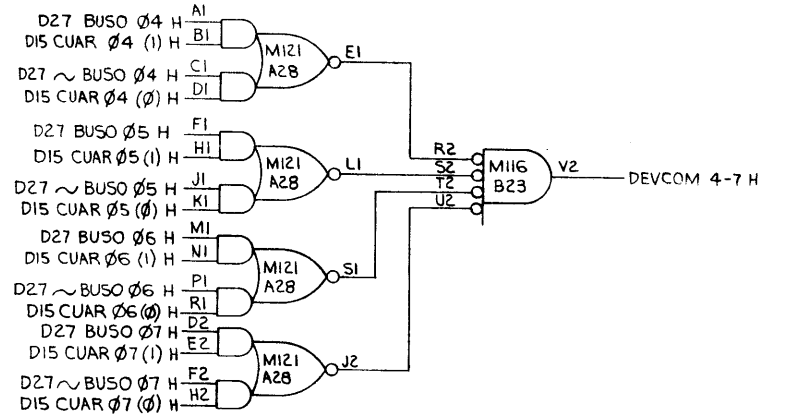 D27 BUSO Ø4 H A1
D15 CUAR Ø4 (1) H B1
D27 ~ BUSO Ø4 H C1
D15 CUAR Ø4 (Ø) H D1
M121
A28
E1
D27 BUSO Ø5 H F1
D15 CUAR Ø5 (1) H H1
D27 ~ BUSO Ø5 H J1
D15 CUAR Ø5 (Ø) H K1
M121
A28
L1
D27 BUSO Ø6 H M1
D15 CUAR Ø6 (1) H N1
D27 ~ BUSO Ø6 H P1
D15 CUAR Ø6 (Ø) H R1
M121
A28
S1
D27 BUSO Ø7 H D2
D15 CUAR Ø7 (1) H E2
D27 ~ BUSO Ø7 H F2
D15 CUAR Ø7 (Ø) H H2
M121
A28
J2
R2
S2
T2
U2
M116
B23
V2
DEVCOM 4-7 H